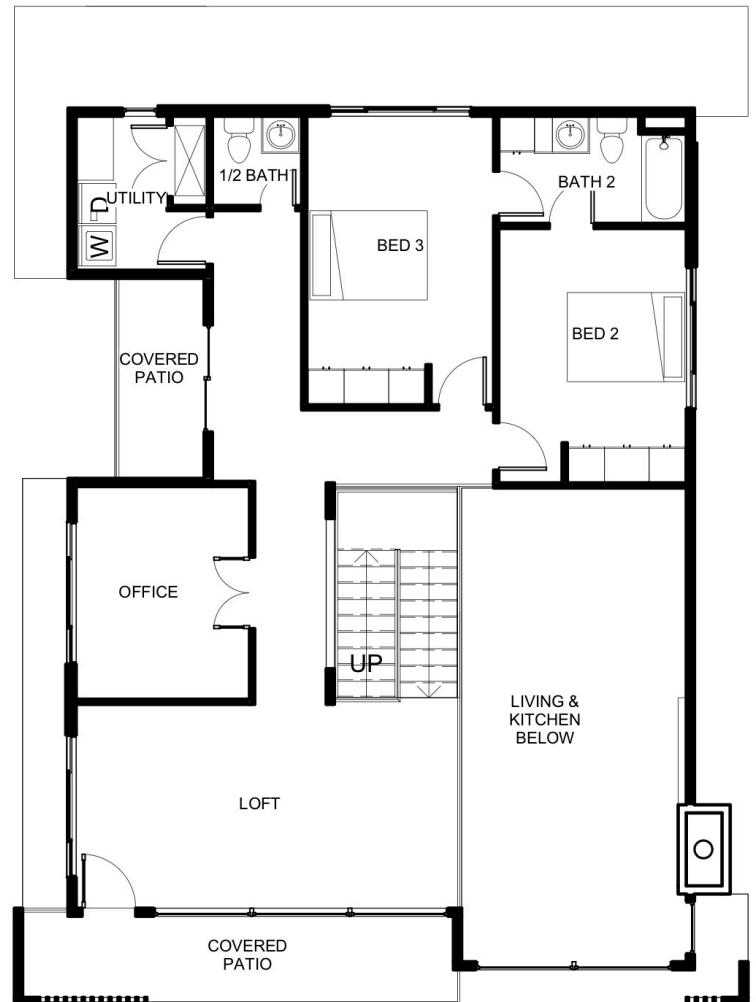 UTILITY
D
W
1/2 BATH
BED 3
BATH 2
BED 2
COVERED
PATIO
OFFICE
UP
LIVING &
KITCHEN
BELOW
LOFT
COVERED
PATIO